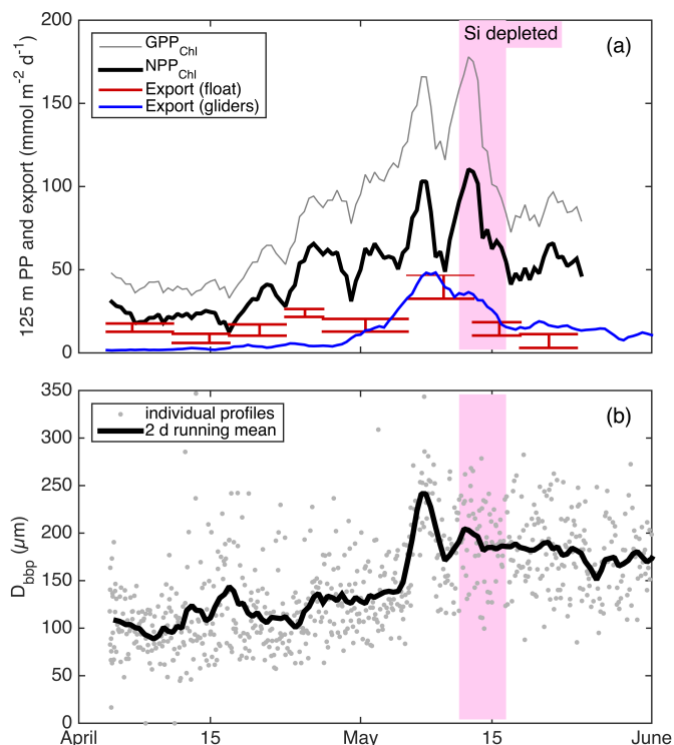 200
150
100
50
0
125 m PP and export (mmol m⁻² d⁻¹)
GPP_Chl
NPP_Chl
Export (float)
Export (gliders)
Si depleted
(a)
350
300
250
200
150
100
50
0
D_bbp (μm)
individual profiles
2 d running mean
(b)
April
15
May
15
June